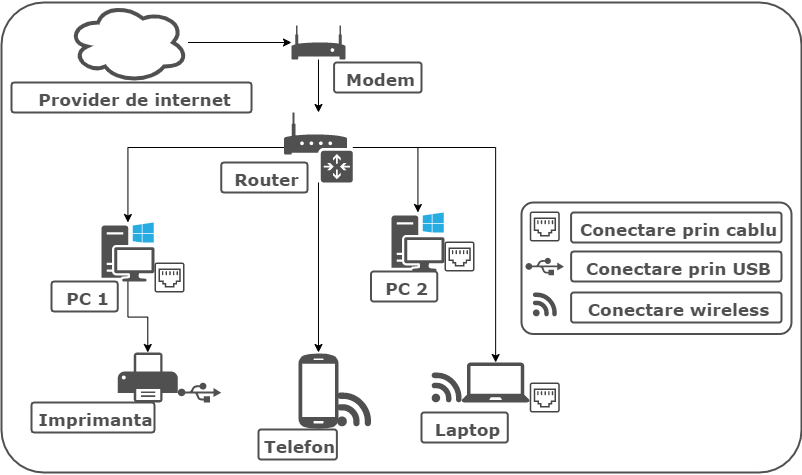 Modem
Provider de internet
Router
PC 1
PC 2
Conectare prin cablu
Conectare prin USB
Conectare wireless
Imprimanta
Telefon
Laptop